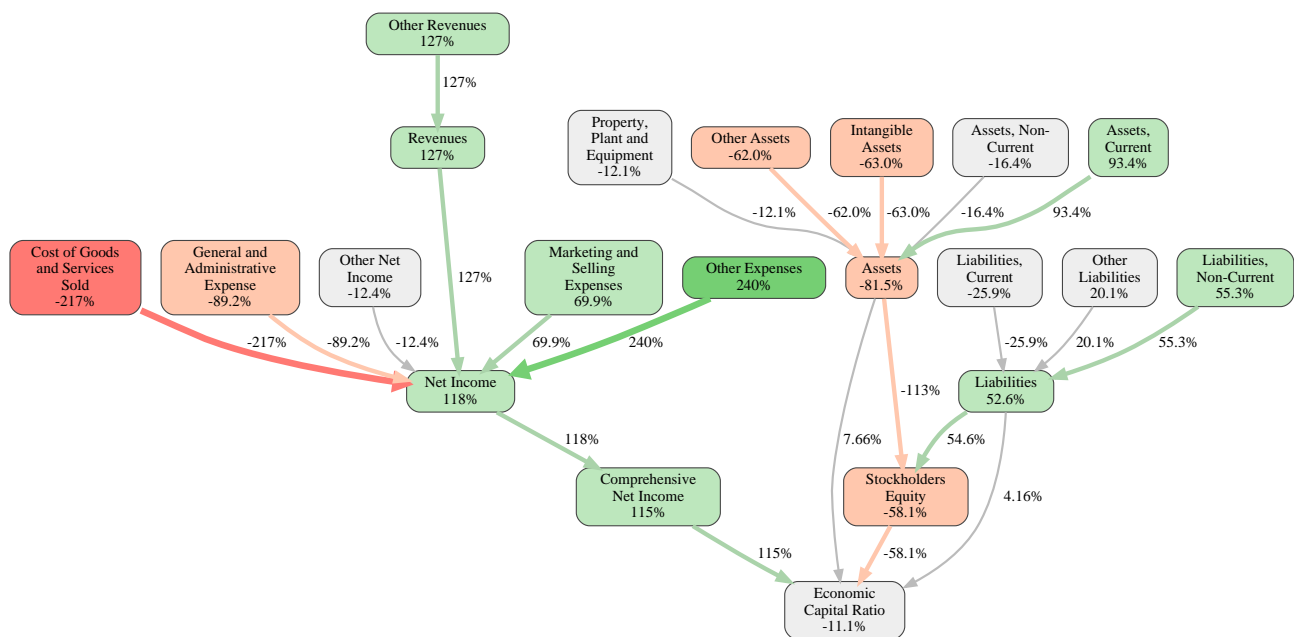 Other Revenues
127%
127%
Revenues
127%
Property,
Plant and
Equipment
-12.1%
Other Assets
-62.0%
Intangible
Assets
-63.0%
Assets, Non-
Current
-16.4%
Assets,
Current
93.4%
-12.1%
-62.0%
-63.0%
-16.4%
93.4%
Cost of Goods
and Services
Sold
-217%
General and
Administrative
Expense
-89.2%
Other Net
Income
-12.4%
127%
Marketing and
Selling
Expenses
69.9%
Other Expenses
240%
Assets
-81.5%
Liabilities,
Current
-25.9%
Other
Liabilities
20.1%
Liabilities,
Non-Current
55.3%
-217%
-89.2%
-12.4%
69.9%
240%
-25.9%
20.1%
55.3%
Net Income
118%
-113%
Liabilities
52.6%
118%
7.66%
54.6%
Comprehensive
Net Income
115%
Stockholders
Equity
-58.1%
4.16%
115%
-58.1%
Economic
Capital Ratio
-11.1%